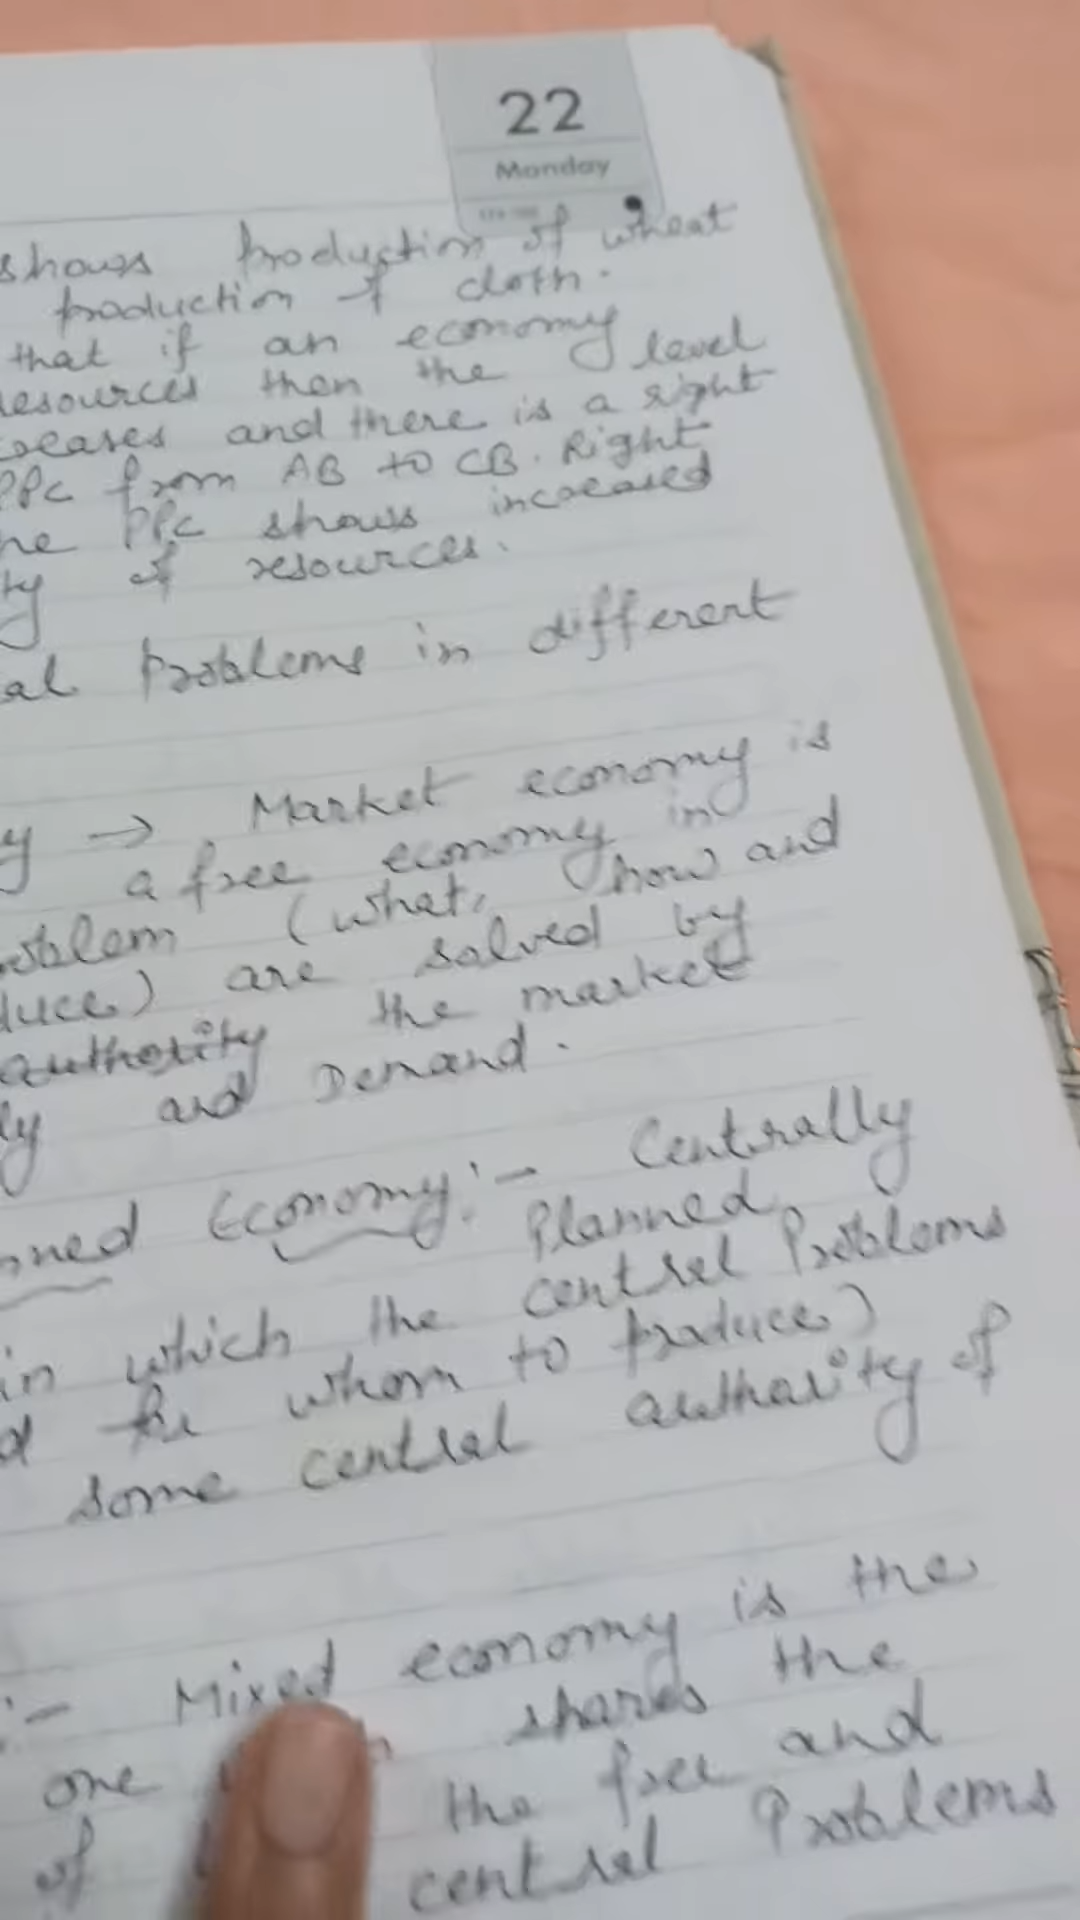 22
Monday
shows production of wheat
production of cloth.
that if an economy
resources then the level
creases and there is a right
PPC from AB to CB. Right
he PPC shows increased
ty of resources.
al problems in different
y → Market economy is
a free economy in
oblem (what, how and
duce) are solved by
authority the market
ly and Demand.
nned Economy:- Centrally
Planned
in which the central Problems
d for whom to produce)
some central authority of
:- Mixed economy is the
one shares the
of the free and
central Problems